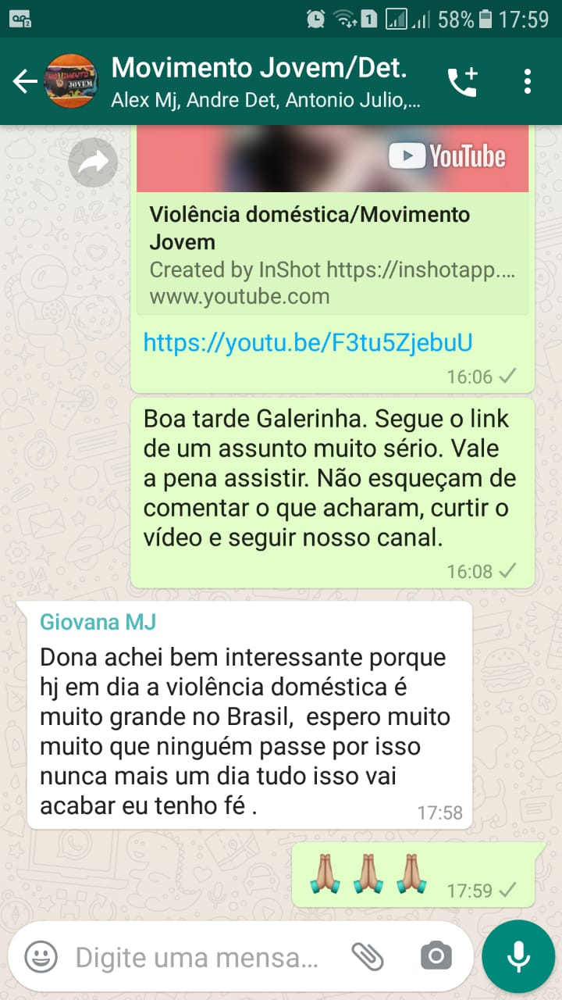 1 58% 17:59
Movimento Jovem/Det.
Alex Mj, Andre Det, Antonio Julio,...
YouTube
Violência doméstica/Movimento
Jovem
Created by InShot https://inshotapp....
www.youtube.com
https://youtu.be/F3tu5ZjebuU
16:06
Boa tarde Galerinha. Segue o link
de um assunto muito sério. Vale
a pena assistir. Não esqueçam de
comentar o que acharam, curtir o
vídeo e seguir nosso canal.
16:08
Giovana MJ
Dona achei bem interessante porque
hj em dia a violência doméstica é
muito grande no Brasil,  espero muito
muito que ninguém passe por isso
nunca mais um dia tudo isso vai
acabar eu tenho fé .
17:58
🙏🏼🙏🏼🙏🏼 17:59
Digite uma mensa...